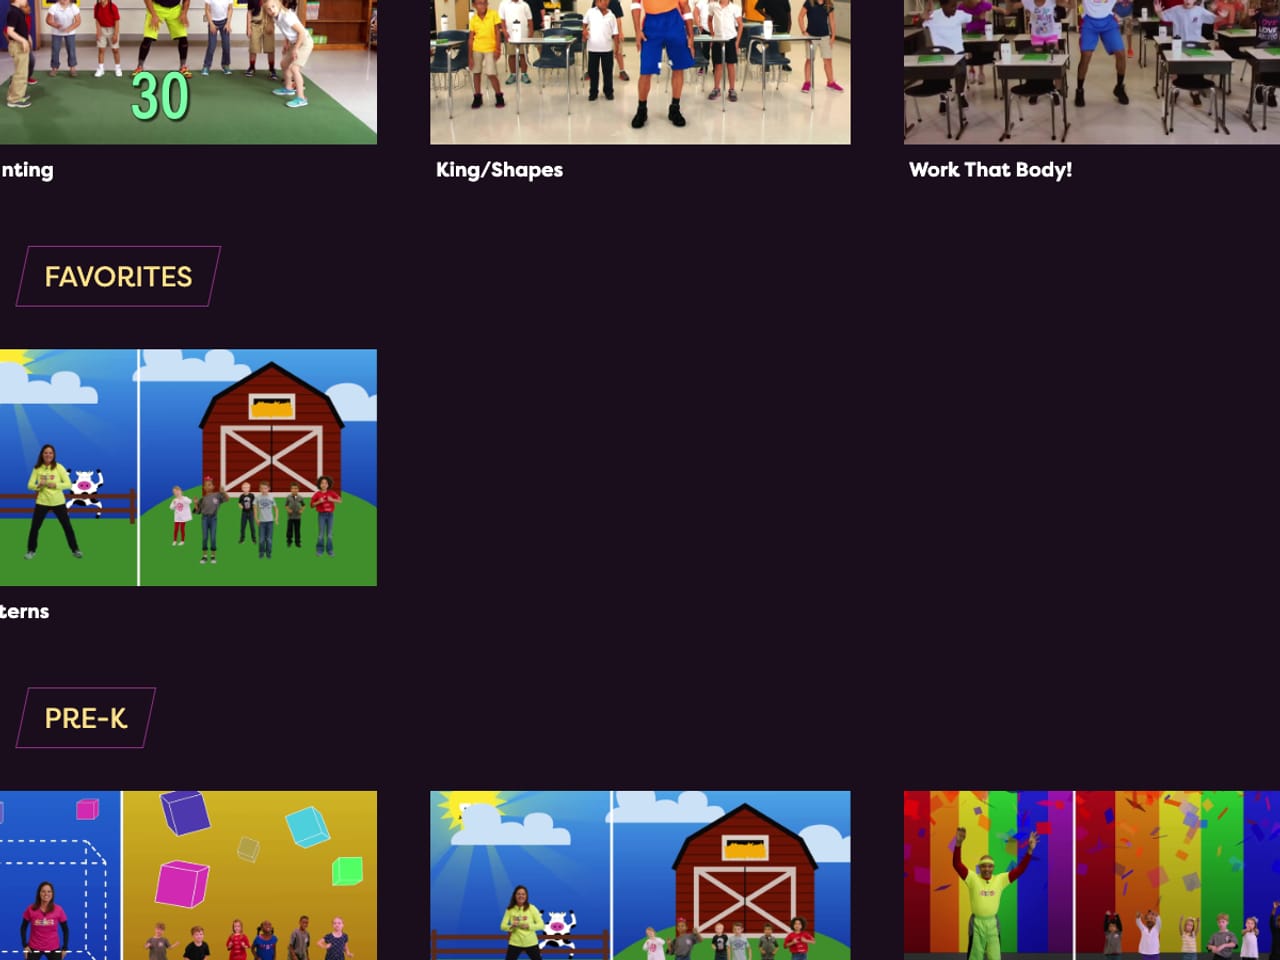 30
nting
King/Shapes
Work That Body!
FAVORITES
terns
PRE-K